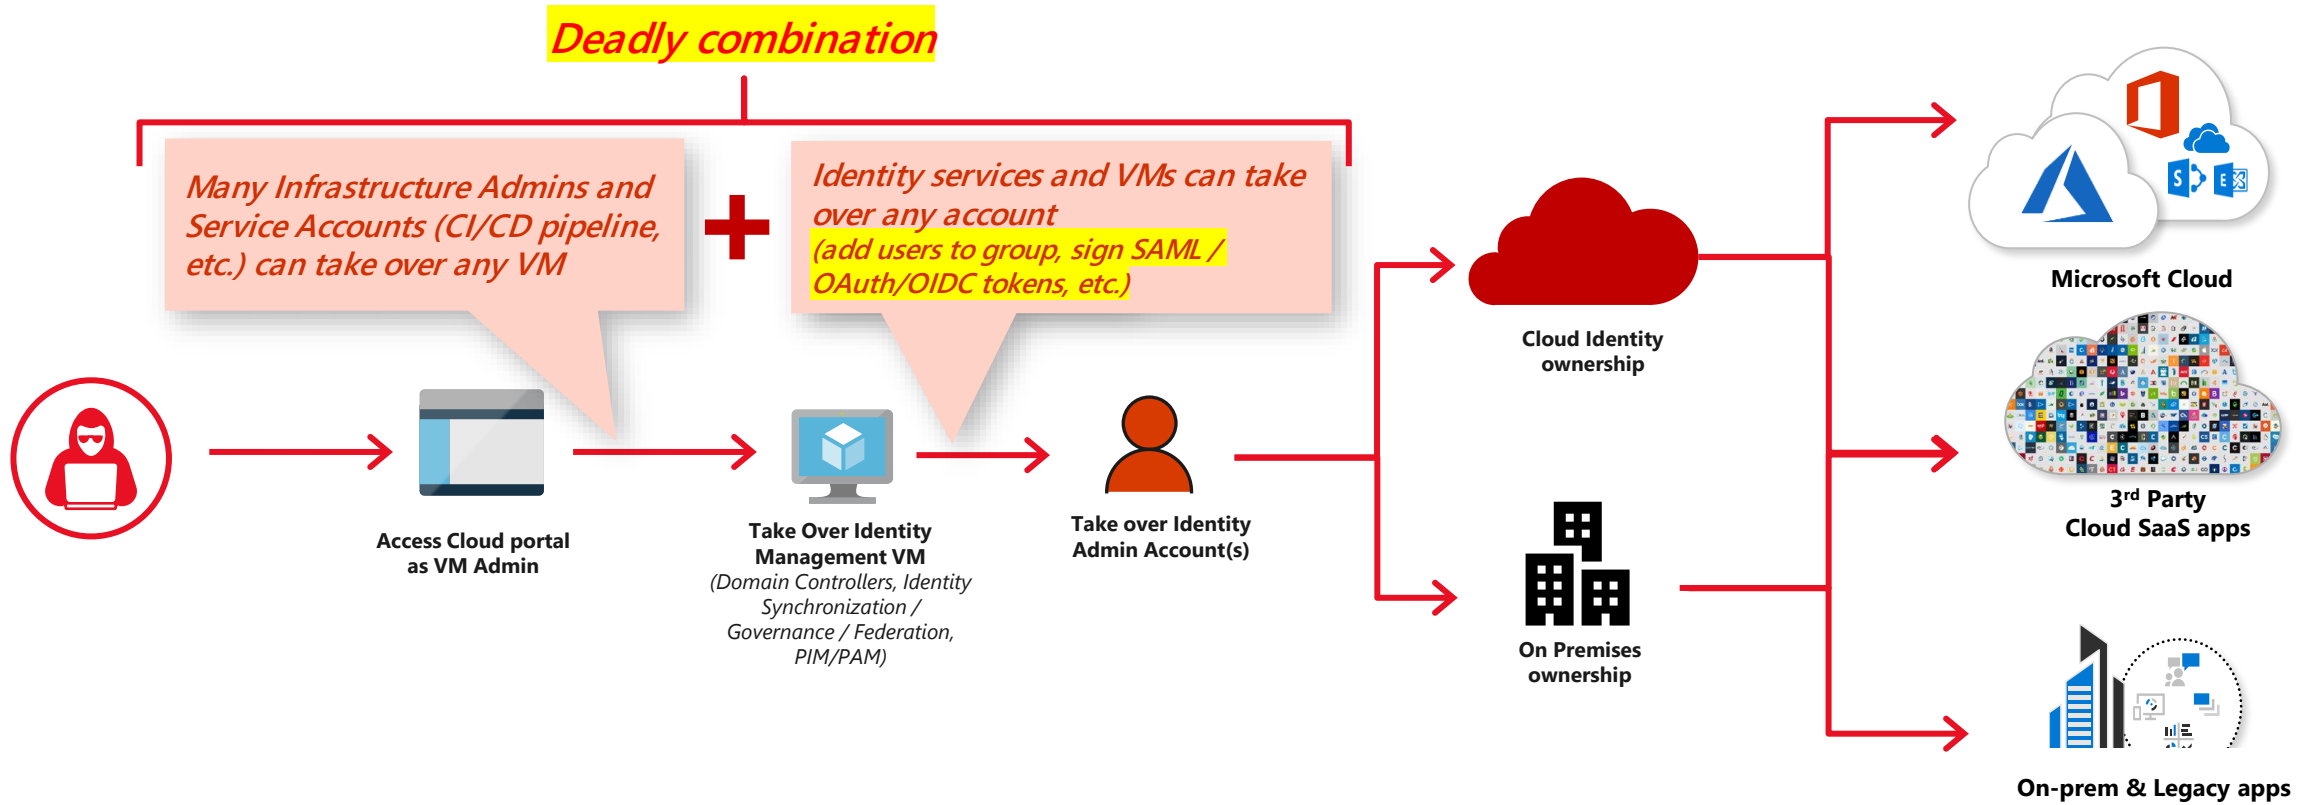 Deadly combination
Many Infrastructure Admins and
Service Accounts (CI/CD pipeline,
etc.) can take over any VM
Identity services and VMs can take
over any account
(add users to group, sign SAML /
OAuth/OIDC tokens, etc.)
Access Cloud portal
as VM Admin
Take Over Identity
Management VM
(Domain Controllers, Identity
Synchronization /
Governance / Federation,
PIM/PAM)
Take over Identity
Admin Account(s)
Cloud Identity
ownership
On Premises
ownership
S
E
Microsoft Cloud
3rd Party
Cloud SaaS apps
On-prem & Legacy apps